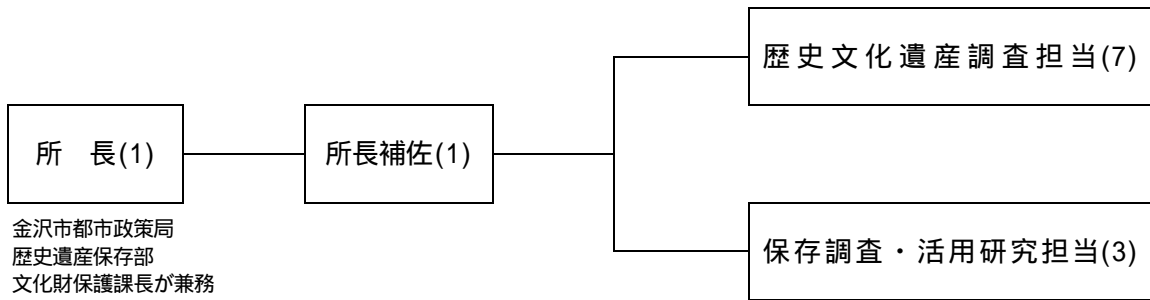 歴史文化遺産調査担当(7)
所　長(1)
所長補佐(1)
金沢市都市政策局
歴史遺産保存部
文化財保護課長が兼務
保存調査・活用研究担当(3)